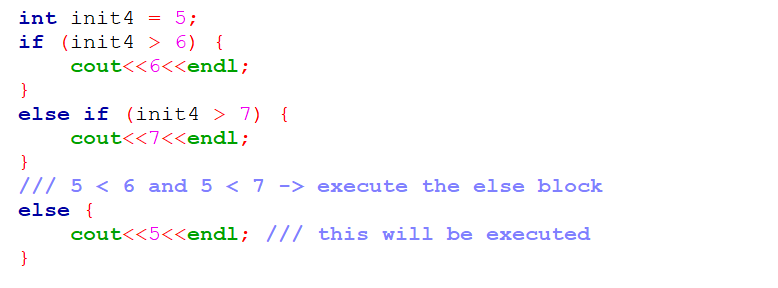 int init4 = 5;
if (init4 > 6) {
    cout<<6<<endl;
}
else if (init4 > 7) {
    cout<<7<<endl;
}
/// 5 < 6 and 5 < 7 -> execute the else block
else {
    cout<<5<<endl; /// this will be executed
}